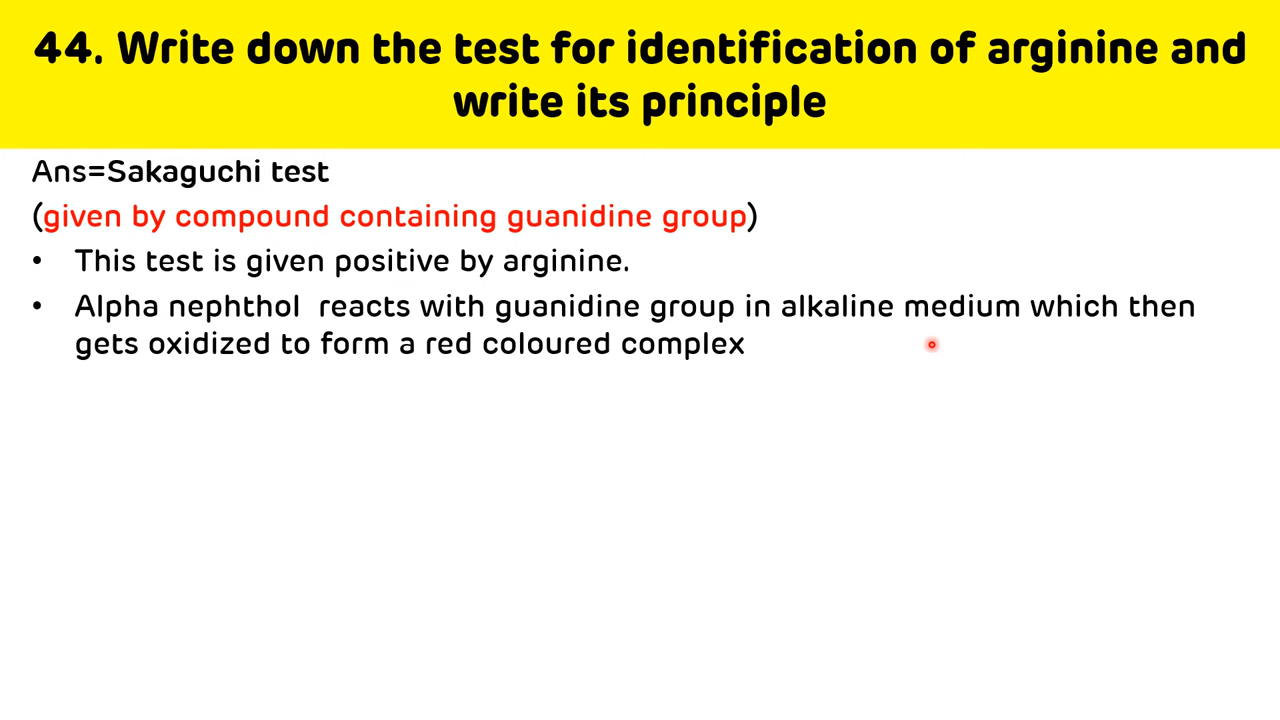 44. Write down the test for identification of arginine and
write its principle
Ans=Sakaguchi test
(given by compound containing guanidine group)
• This test is given positive by arginine.
• Alpha nephthol reacts with guanidine group in alkaline medium which then
gets oxidized to form a red coloured complex